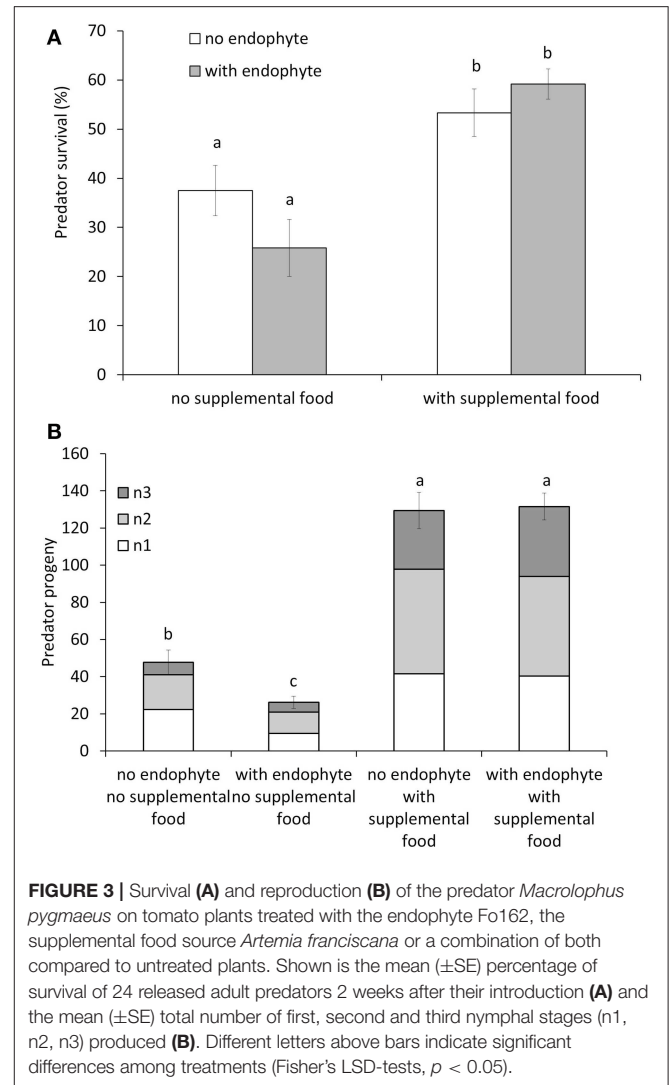 A
70
60
50
40
30
20
10
0
Predator survival (%)
no endophyte
with endophyte
a
a
b
b
no supplemental food
with supplemental food
B
160
140
120
100
80
60
40
20
0
Predator progeny
n3
n2
n1
b
c
a
a
no endophyte
no supplemental
food
with endophyte
no supplemental
food
no endophyte
with
supplemental
food
with endophyte
with
supplemental
food
FIGURE 3 | Survival (A) and reproduction (B) of the predator Macrolophus
pygmaeus on tomato plants treated with the endophyte Fo162, the
supplemental food source Artemia franciscana or a combination of both
compared to untreated plants. Shown is the mean (±SE) percentage of
survival of 24 released adult predators 2 weeks after their introduction (A) and
the mean (±SE) total number of first, second and third nymphal stages (n1,
n2, n3) produced (B). Different letters above bars indicate significant
differences among treatments (Fisher's LSD-tests, p < 0.05).